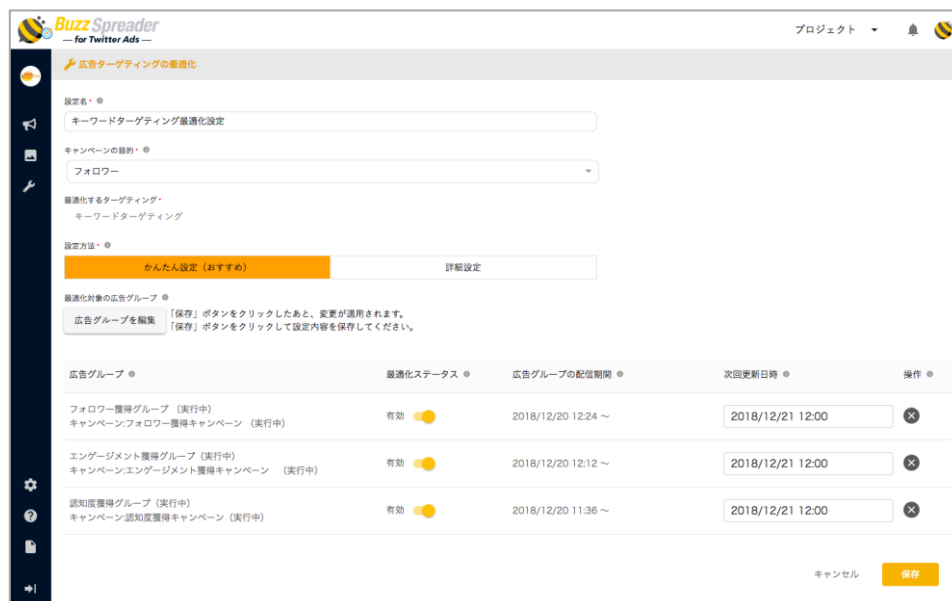 Buzz Spreader
— for Twitter Ads —
プロジェクト
広告ターゲティングの最適化
設定名・
キーワードターゲティング最適化設定
キャンペーンの目的・
フォロワー
最適化するターゲティング・
キーワードターゲティング
設定方法・
かんたん設定（おすすめ） 詳細設定
最適化対象の広告グループ
広告グループを編集
「保存」ボタンをクリックしたあと、変更が適用されます。
「保存」ボタンをクリックして設定内容を保存してください。
広告グループ 最適化ステータス 広告グループの配信期間 次回更新日時 操作
フォロワー獲得グループ （実行中）
キャンペーン:フォロワー獲得キャンペーン （実行中）
有効 2018/12/20 12:24 ～ 2018/12/21 12:00
エンゲージメント獲得グループ（実行中）
キャンペーン:エンゲージメント獲得キャンペーン （実行中）
有効 2018/12/20 12:12 ～ 2018/12/21 12:00
認知度獲得グループ（実行中）
キャンペーン:認知度獲得キャンペーン（実行中）
有効 2018/12/20 11:36 ～ 2018/12/21 12:00
キャンセル 保存